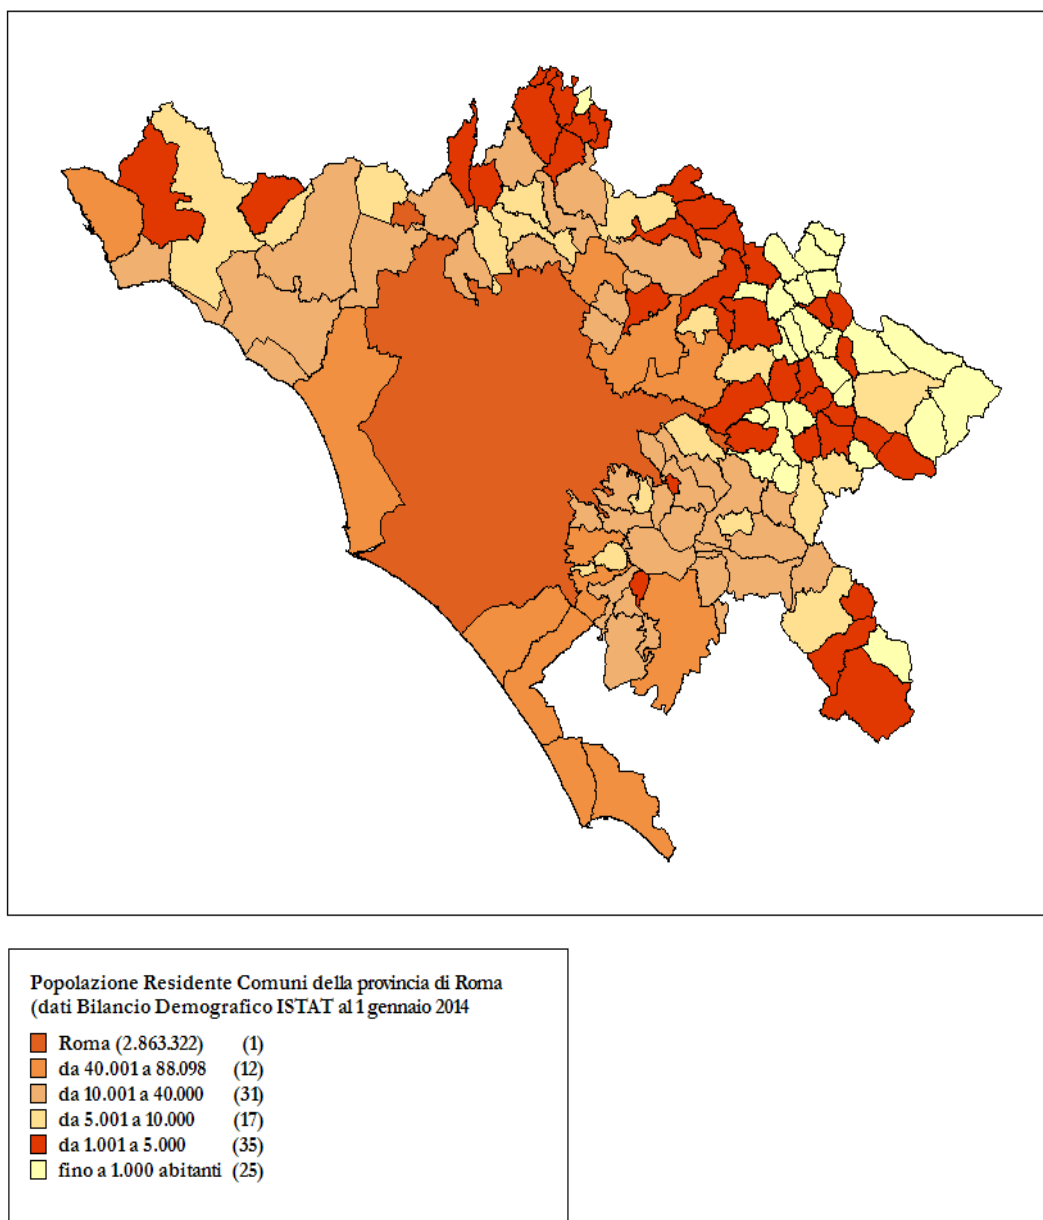 Popolazione Residente Comuni della provincia di Roma
(dati Bilancio Demografico ISTAT al 1 gennaio 2014
Roma (2.863.322) (1)
da 40.001 a 88.098 (12)
da 10.001 a 40.000 (31)
da 5.001 a 10.000 (17)
da 1.001 a 5.000 (35)
fino a 1.000 abitanti (25)